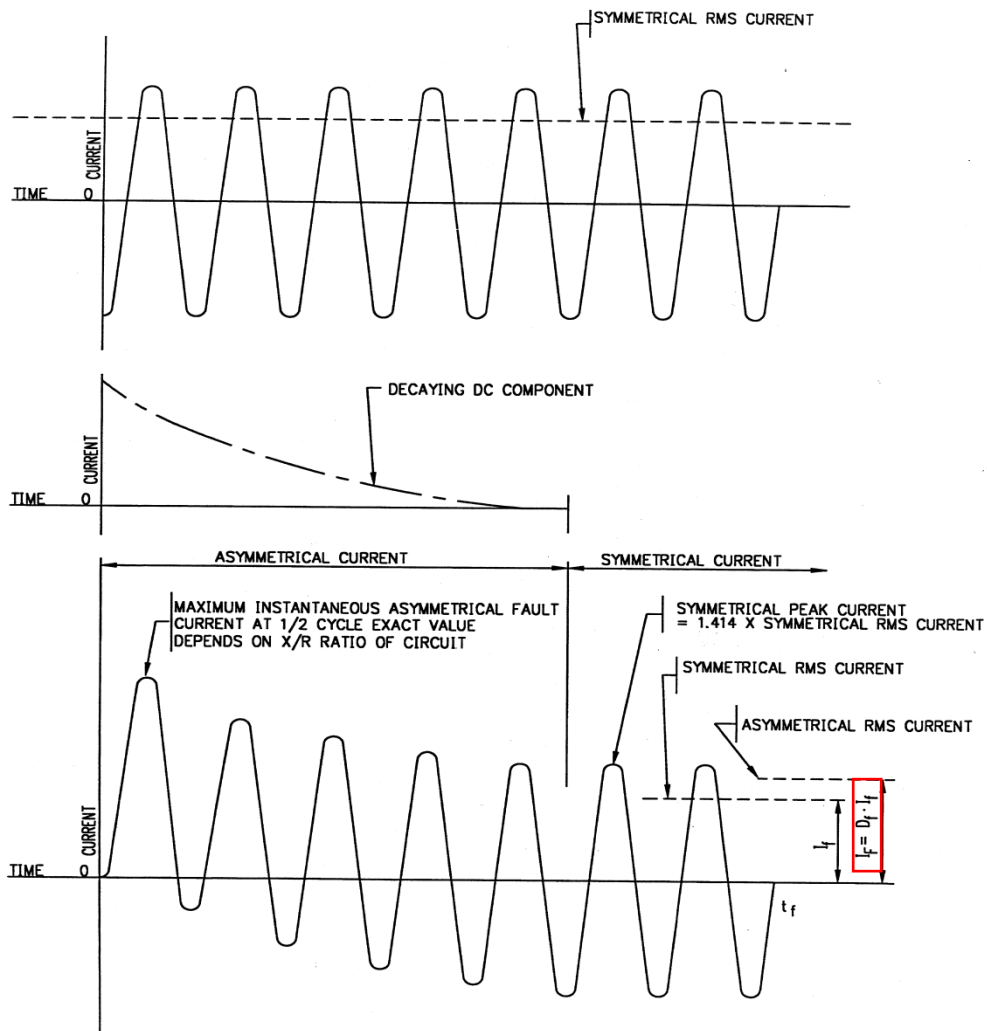 SYMMETRICAL RMS CURRENT
CURRENT
TIME 0
DECAYING DC COMPONENT
CURRENT
TIME 0
ASYMMETRICAL CURRENT
SYMMETRICAL CURRENT
MAXIMUM INSTANTANEOUS ASYMMETRICAL FAULT
CURRENT AT 1/2 CYCLE EXACT VALUE
DEPENDS ON X/R RATIO OF CIRCUIT
SYMMETRICAL PEAK CURRENT
= 1.414 X SYMMETRICAL RMS CURRENT
SYMMETRICAL RMS CURRENT
ASYMMETRICAL RMS CURRENT
I_f
I_F = D_f · I_f
CURRENT
TIME 0
t_f